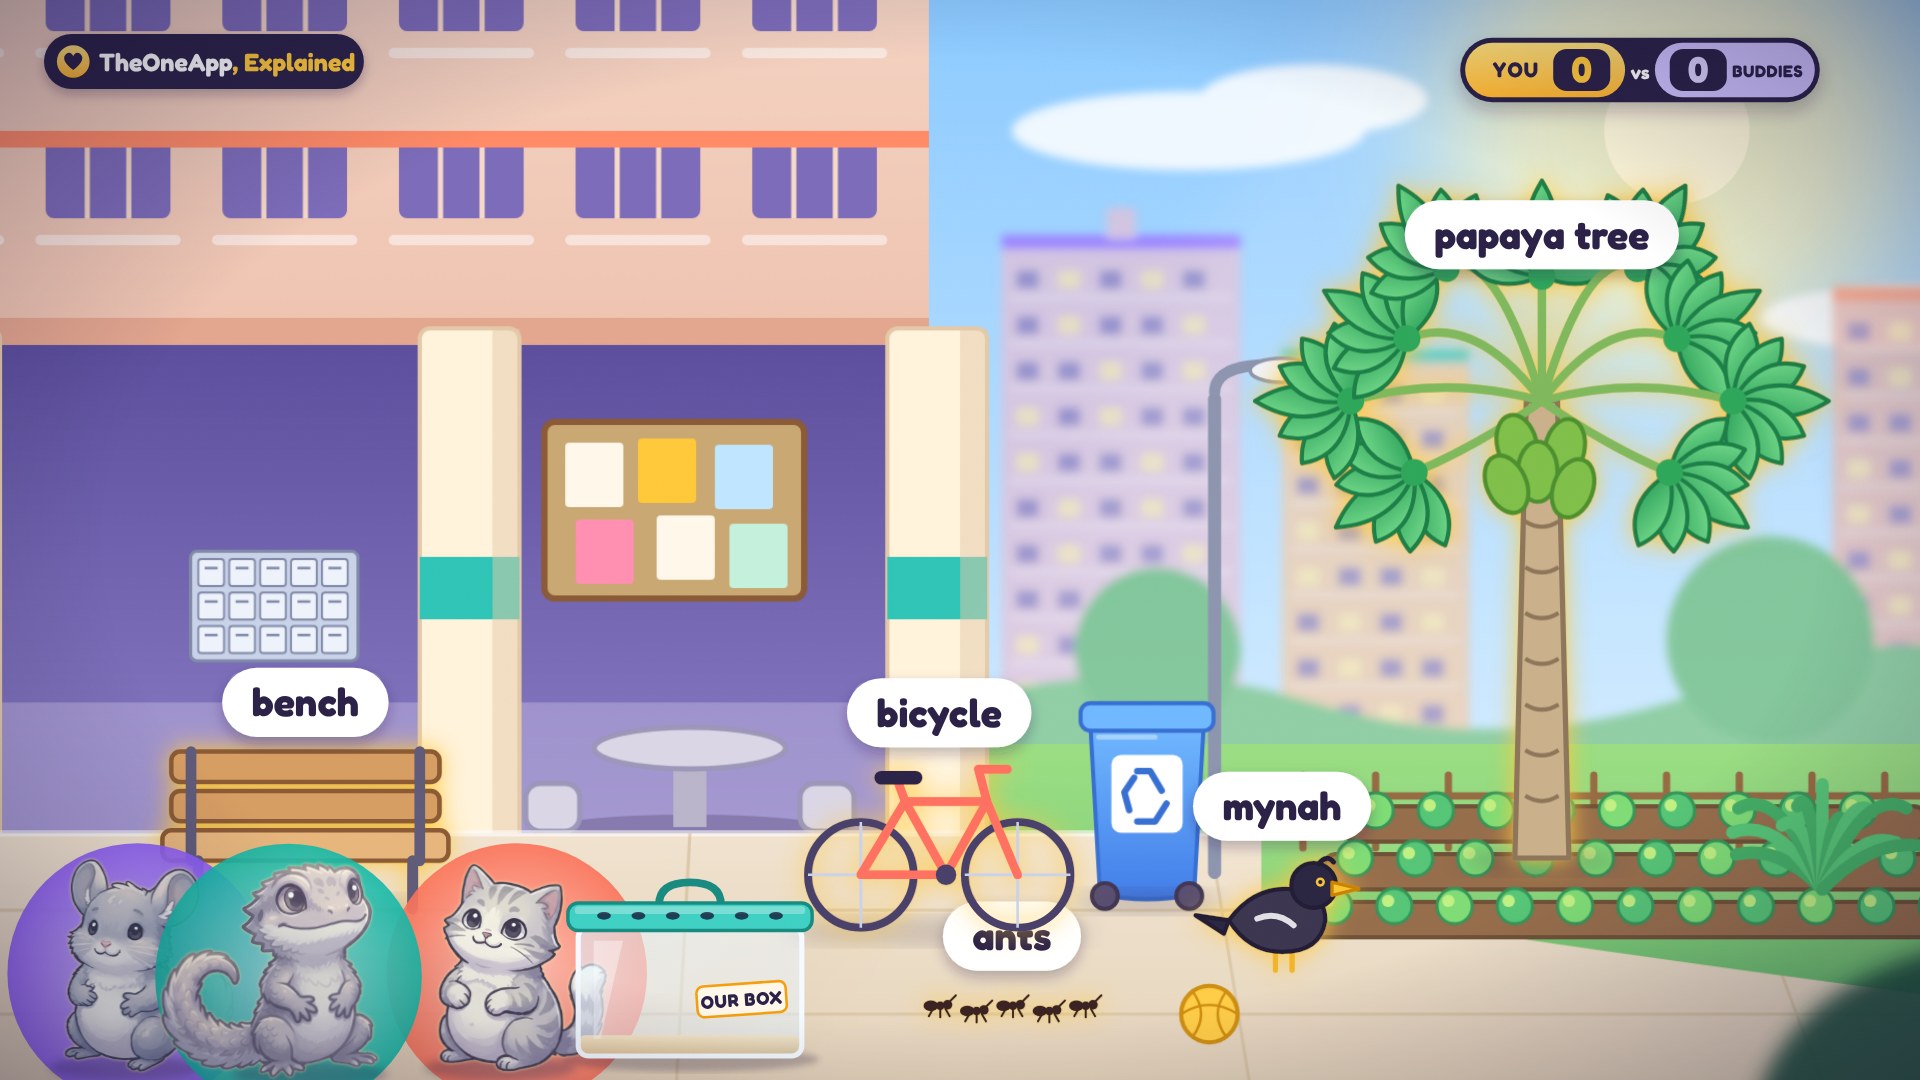 TheOneApp, Explained
YOU 0 vs 0 BUDDIES
papaya tree
bench
bicycle
mynah
ants
OUR BOX